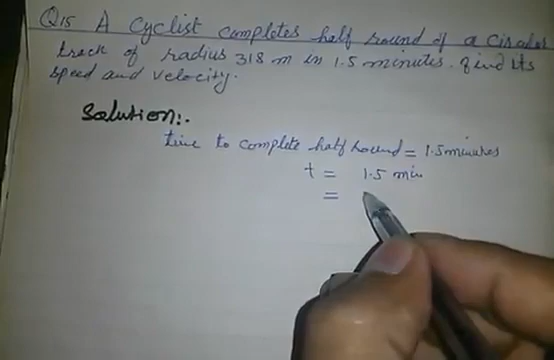 Q15 A Cyclist completes half round of a circular
track of radius 318 m in 1.5 minutes. find its
speed and velocity.
Solution:.
time to complete half round = 1.5 minutes
t = 1.5 min
=